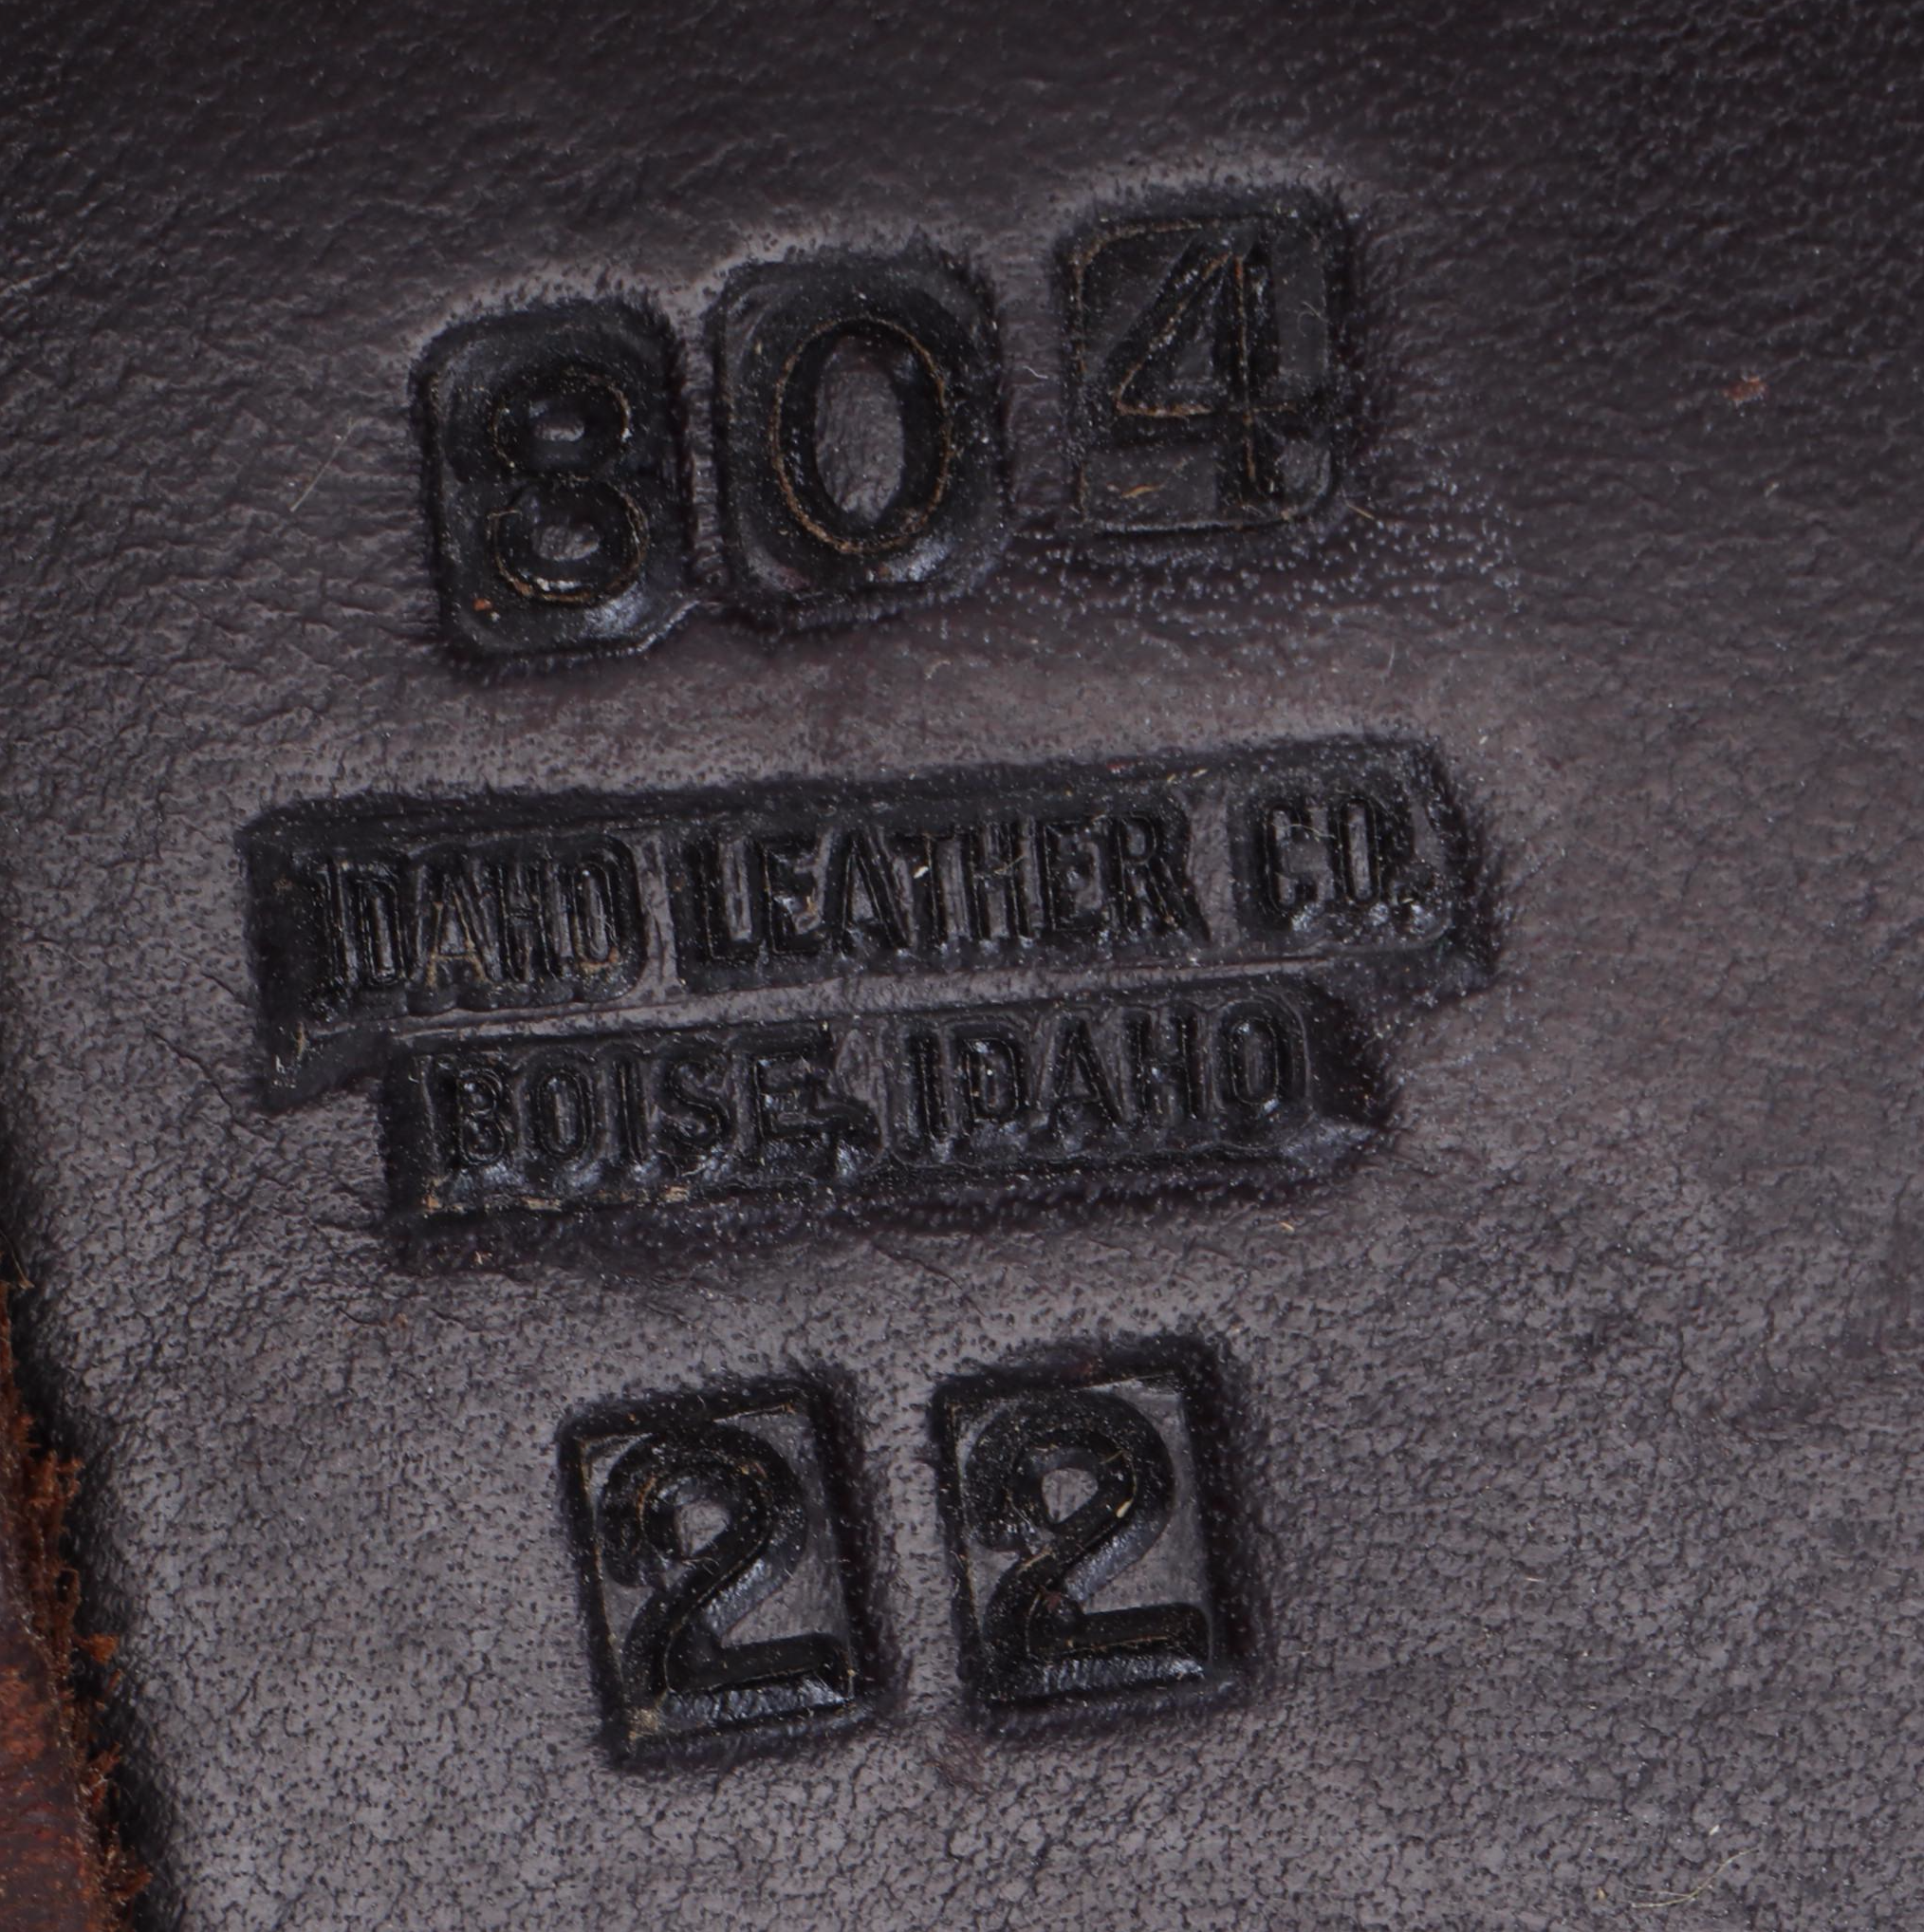 804
IDAHO LEATHER CO.
BOISE, IDAHO
22